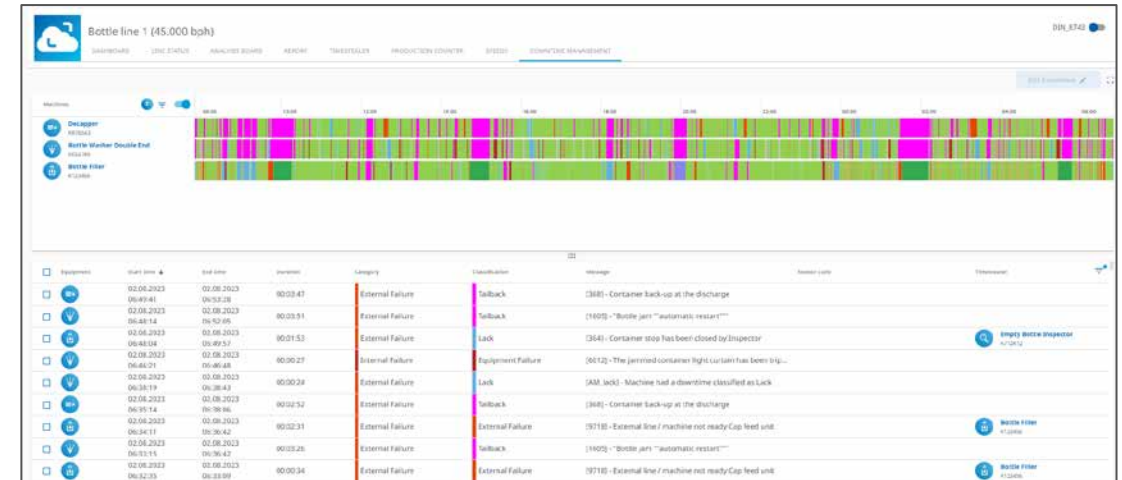 Bottle line 1 (45.000 bph)
DIN_8743
DASHBOARD LINE STATUS ANALYSIS BOARD REPORT TIMESTEALER PRODUCTION COUNTER SPEEDS DOWNTIME MANAGEMENT
Machines
Decapper
Bottle Washer Double End
Bottle Filler
K123456
Equipment Start time End time Duration Category Classification Message Reason code Timestealer
02.08.2023 02.08.2023
06:49:41 06:53:28 00:03:47 External Failure Tailback [368] - Container back-up at the discharge
02.08.2023 02.08.2023
06:48:14 06:52:05 00:03:51 External Failure Tailback [1605] - "Bottle jam ""automatic restart"""
02.08.2023 02.08.2023
06:48:04 06:49:57 00:01:53 External Failure Lack [364] - Container stop has been closed by Inspector Empty Bottle Inspector
02.08.2023 02.08.2023
06:46:21 06:46:48 00:00:27 Internal Failure Equipment Failure [6012] - The jammed container light curtain has been trip...
02.08.2023 02.08.2023
06:38:19 06:38:43 00:00:24 External Failure Lack [AM_lack] - Machine had a downtime classified as Lack
02.08.2023 02.08.2023
06:35:14 06:38:06 00:02:52 External Failure Tailback [368] - Container back-up at the discharge
02.08.2023 02.08.2023
06:34:11 06:36:42 00:02:31 External Failure External Failure [9718] - External line / machine not ready Cap feed unit Bottle Filler
K123456
02.08.2023 02.08.2023
06:33:15 06:36:42 00:03:26 External Failure Tailback [1605] - "Bottle jam ""automatic restart"""
02.08.2023 02.08.2023
06:32:35 06:33:09 00:00:34 External Failure External Failure [9718] - External line / machine not ready Cap feed unit Bottle Filler
K123456